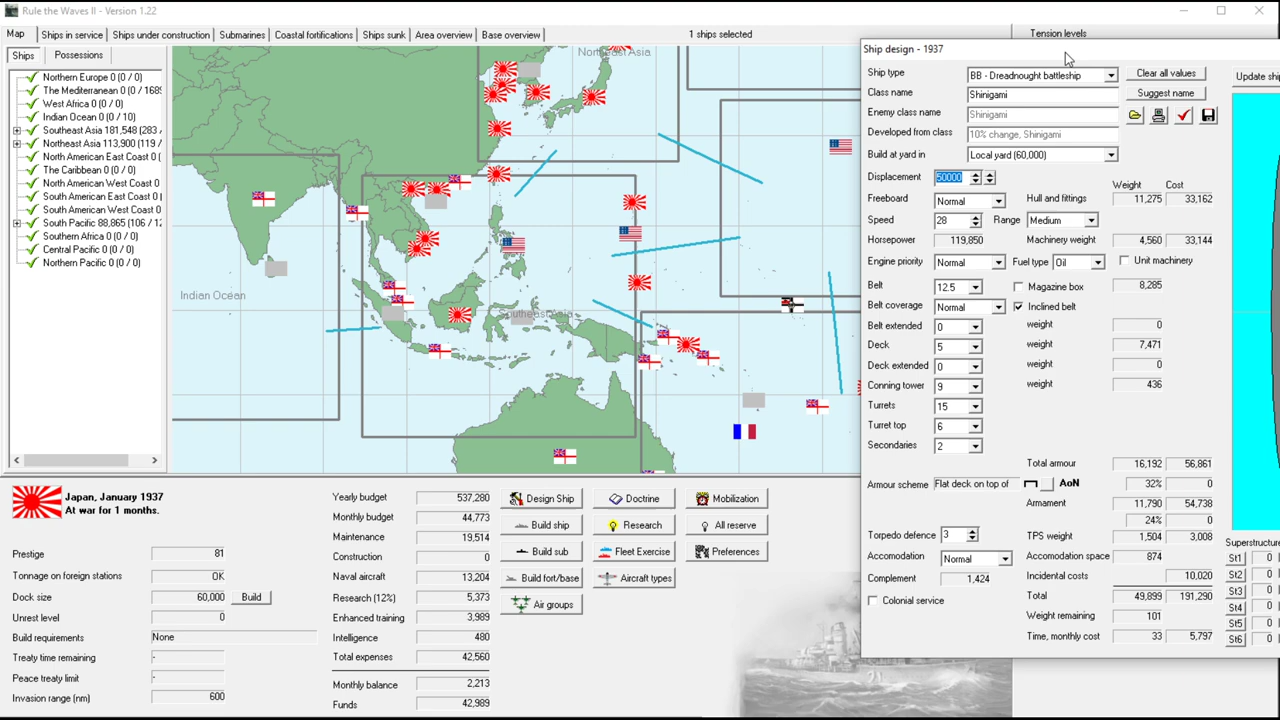 Rule the Waves II - Version 1.22
Map Ships in service Ships under construction Submarines Coastal fortifications Ships sunk Area overview Base overview 1 ships selected Tension levels
Ships Possessions
Northern Europe 0 (0 / 0)
The Mediterranean 0 (0 / 168
West Africa 0 (0 / 0)
Indian Ocean 0 (0 / 10)
Southeast Asia 181,548 (283 /
Northeast Asia 113,900 (119 /
North American East Coast 0 (
The Caribbean 0 (0 / 0)
North American West Coast 0
South American East Coast 0
South American West Coast 0
South Pacific 88,865 (106 / 12
Southern Africa 0 (0 / 0)
Central Pacific 0 (0 / 0)
Northern Pacific 0 (0 / 0)
Northeast Asia
Indian Ocean
Southeast Asia
Ship design - 1937
Ship type BB - Dreadnought battleship Clear all values Update shi
Class name Shinigami Suggest name
Enemy class name Shinigami
Developed from class 10% change, Shinigami
Build at yard in Local yard (60,000)
Displacement 50000 Weight Cost
Freeboard Normal Hull and fittings 11,275 33,162
Speed 28 Range Medium
Horsepower 119,850 Machinery weight 4,560 33,144
Engine priority Normal Fuel type Oil Unit machinery
Belt 12.5 Magazine box 8,285
Belt coverage Normal Inclined belt
Belt extended 0 weight 0
Deck 5 weight 7,471
Deck extended 0 weight 0
Conning tower 9 weight 436
Turrets 15
Turret top 6
Secondaries 2
Total armour 16,192 56,861
Armour scheme Flat deck on top of AoN 32% 0
Armament 11,790 54,738
24% 0
Torpedo defence 3 TPS weight 1,504 3,008
Accomodation Normal Accomodation space 874
Complement 1,424 Incidental costs 10,020
Colonial service Total 49,899 191,290
Weight remaining 101
Time, monthly cost 33 5,797
Superstructure
St1 0
St2 0
St3 0
St4 0
St5 0
St6 0
Japan, January 1937
At war for 1 months.
Prestige 81
Tonnage on foreign stations OK
Dock size 60,000 Build
Unrest level 0
Build requirements None
Treaty time remaining -
Peace treaty limit -
Invasion range (nm) 600
Yearly budget 537,280
Monthly budget 44,773
Maintenance 19,514
Construction 0
Naval aircraft 13,204
Research (12%) 5,373
Enhanced training 3,989
Intelligence 480
Total expenses 42,560
Monthly balance 2,213
Funds 42,989
Design Ship Doctrine Mobilization
Build ship Research All reserve
Build sub Fleet Exercise Preferences
Build fort/base Aircraft types
Air groups